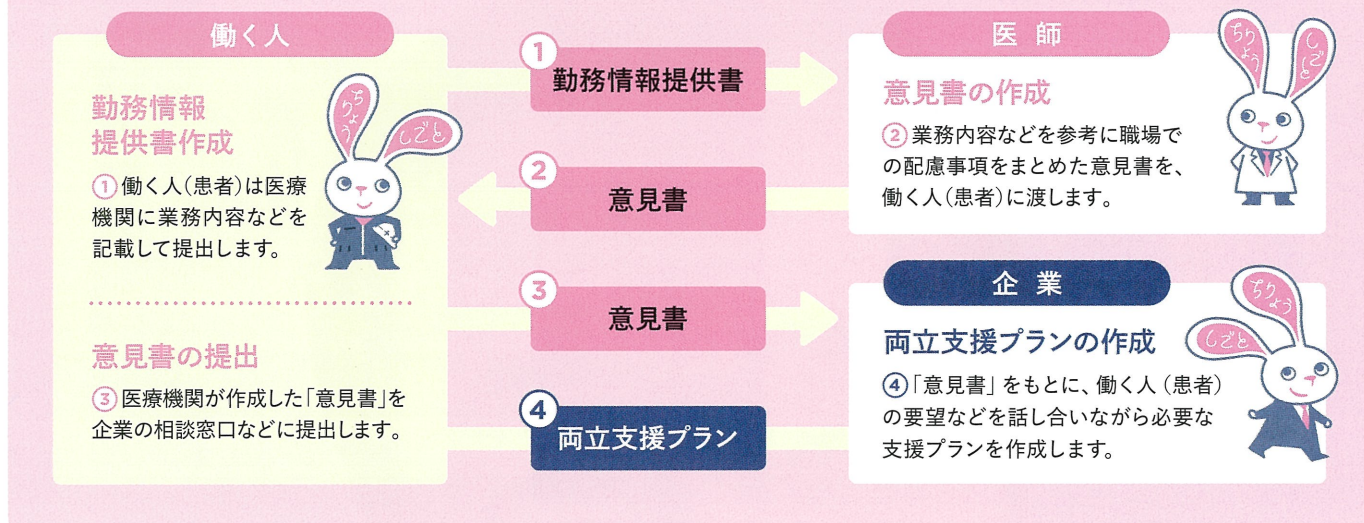 働く人
勤務情報
提供書作成
①働く人(患者)は医療
機関に業務内容などを
記載して提出します。
ちりょう
しごと
意見書の提出
③医療機関が作成した「意見書」を
企業の相談窓口などに提出します。
①
勤務情報提供書
②
意見書
③
意見書
④
両立支援プラン
医師
意見書の作成
②業務内容などを参考に職場で
の配慮事項をまとめた意見書を、
働く人(患者)に渡します。
ちりょう
しごと
企業
両立支援プランの作成
④「意見書」をもとに、働く人(患者)
の要望などを話し合いながら必要な
支援プランを作成します。
ちりょう
しごと